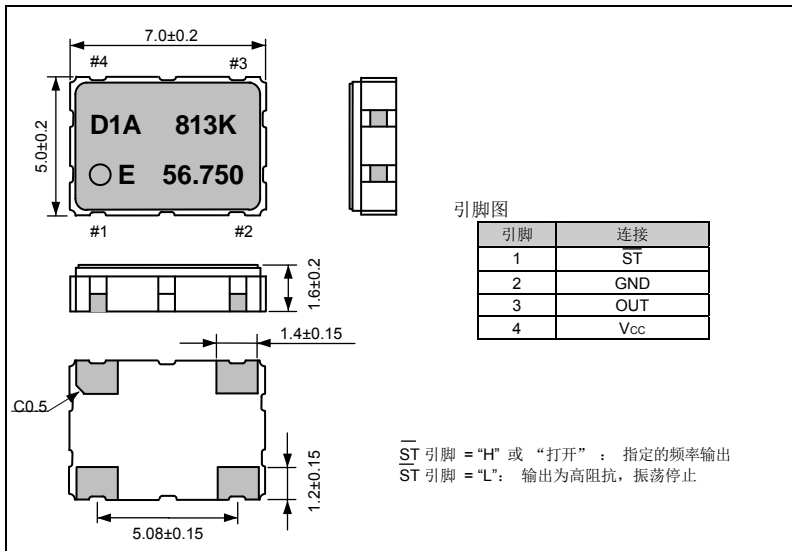 7.0±0.2
#4 #3
5.0±0.2
D1A 813K
E 56.750
#1 #2
1.6±0.2
1.4±0.15
C0.5
1.2±0.15
5.08±0.15
引脚图
引脚 连接
1 ST
2 GND
3 OUT
4 Vcc
ST 引脚 = “H” 或 “打开” ： 指定的频率输出
ST 引脚 = “L”： 输出为高阻抗，振荡停止